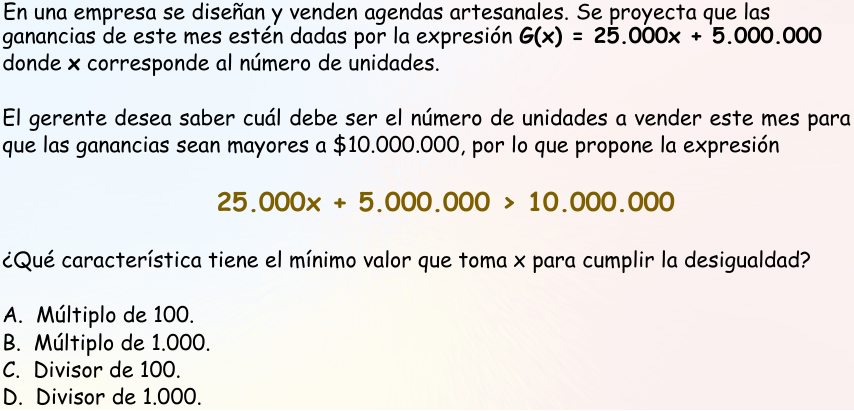 En una empresa se diseñan y venden agendas artesanales. Se proyecta que las
ganancias de este mes estén dadas por la expresión G(x) = 25.000x + 5.000.000
donde x corresponde al número de unidades.
El gerente desea saber cuál debe ser el número de unidades a vender este mes para
que las ganancias sean mayores a $10.000.000, por lo que propone la expresión
25.000x + 5.000.000 > 10.000.000
¿Qué característica tiene el mínimo valor que toma x para cumplir la desigualdad?
A. Múltiplo de 100.
B. Múltiplo de 1.000.
C. Divisor de 100.
D. Divisor de 1.000.